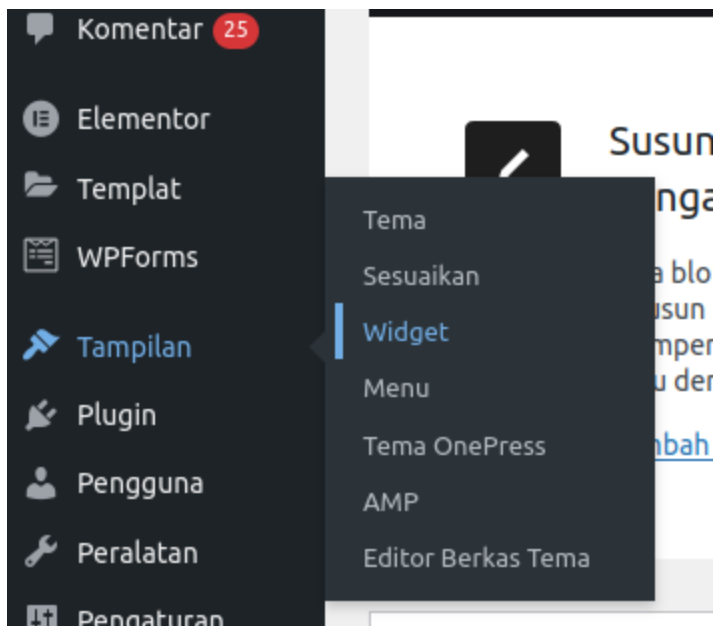 Komentar 25
Elementor
Templat
WPForms
Tampilan
Plugin
Pengguna
Peralatan
Pengaturan
Tema
Sesuaikan
Widget
Menu
Tema OnePress
AMP
Editor Berkas Tema